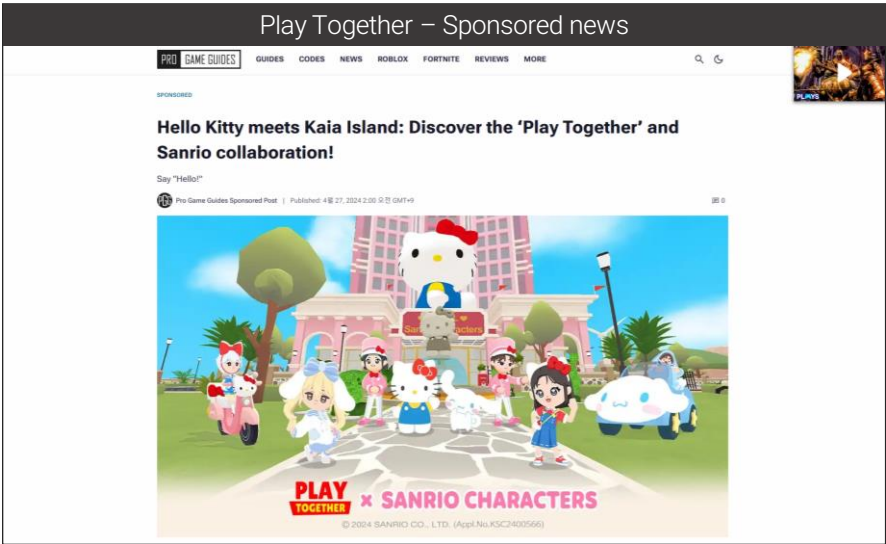 Play Together – Sponsored news
PRO GAME GUIDES GUIDES CODES NEWS ROBLOX FORTNITE REVIEWS MORE
PLAYS
SPONSORED
Hello Kitty meets Kaia Island: Discover the ‘Play Together’ and
Sanrio collaboration!
Say "Hello!"
Pro Game Guides Sponsored Post | Published: 4월 27, 2024 2:00 오전 GMT+9 0
Sanrio Characters
PLAY
TOGETHER × SANRIO CHARACTERS
© 2024 SANRIO CO., LTD. (Appl.No.KSC2400566)